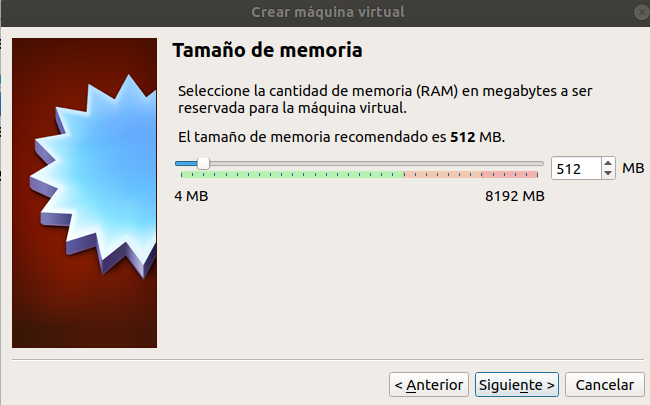 Crear máquina virtual
Tamaño de memoria
Seleccione la cantidad de memoria (RAM) en megabytes a ser
reservada para la máquina virtual.
El tamaño de memoria recomendado es 512 MB.
512 MB
4 MB 8192 MB
< Anterior Siguiente > Cancelar